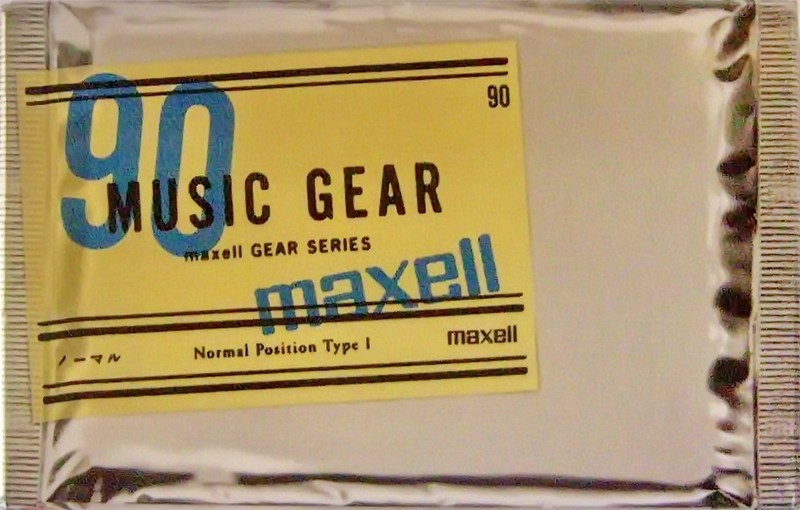 90
90
MUSIC GEAR
maxell GEAR SERIES
maxell
ノーマル
Normal Position Type I
maxell